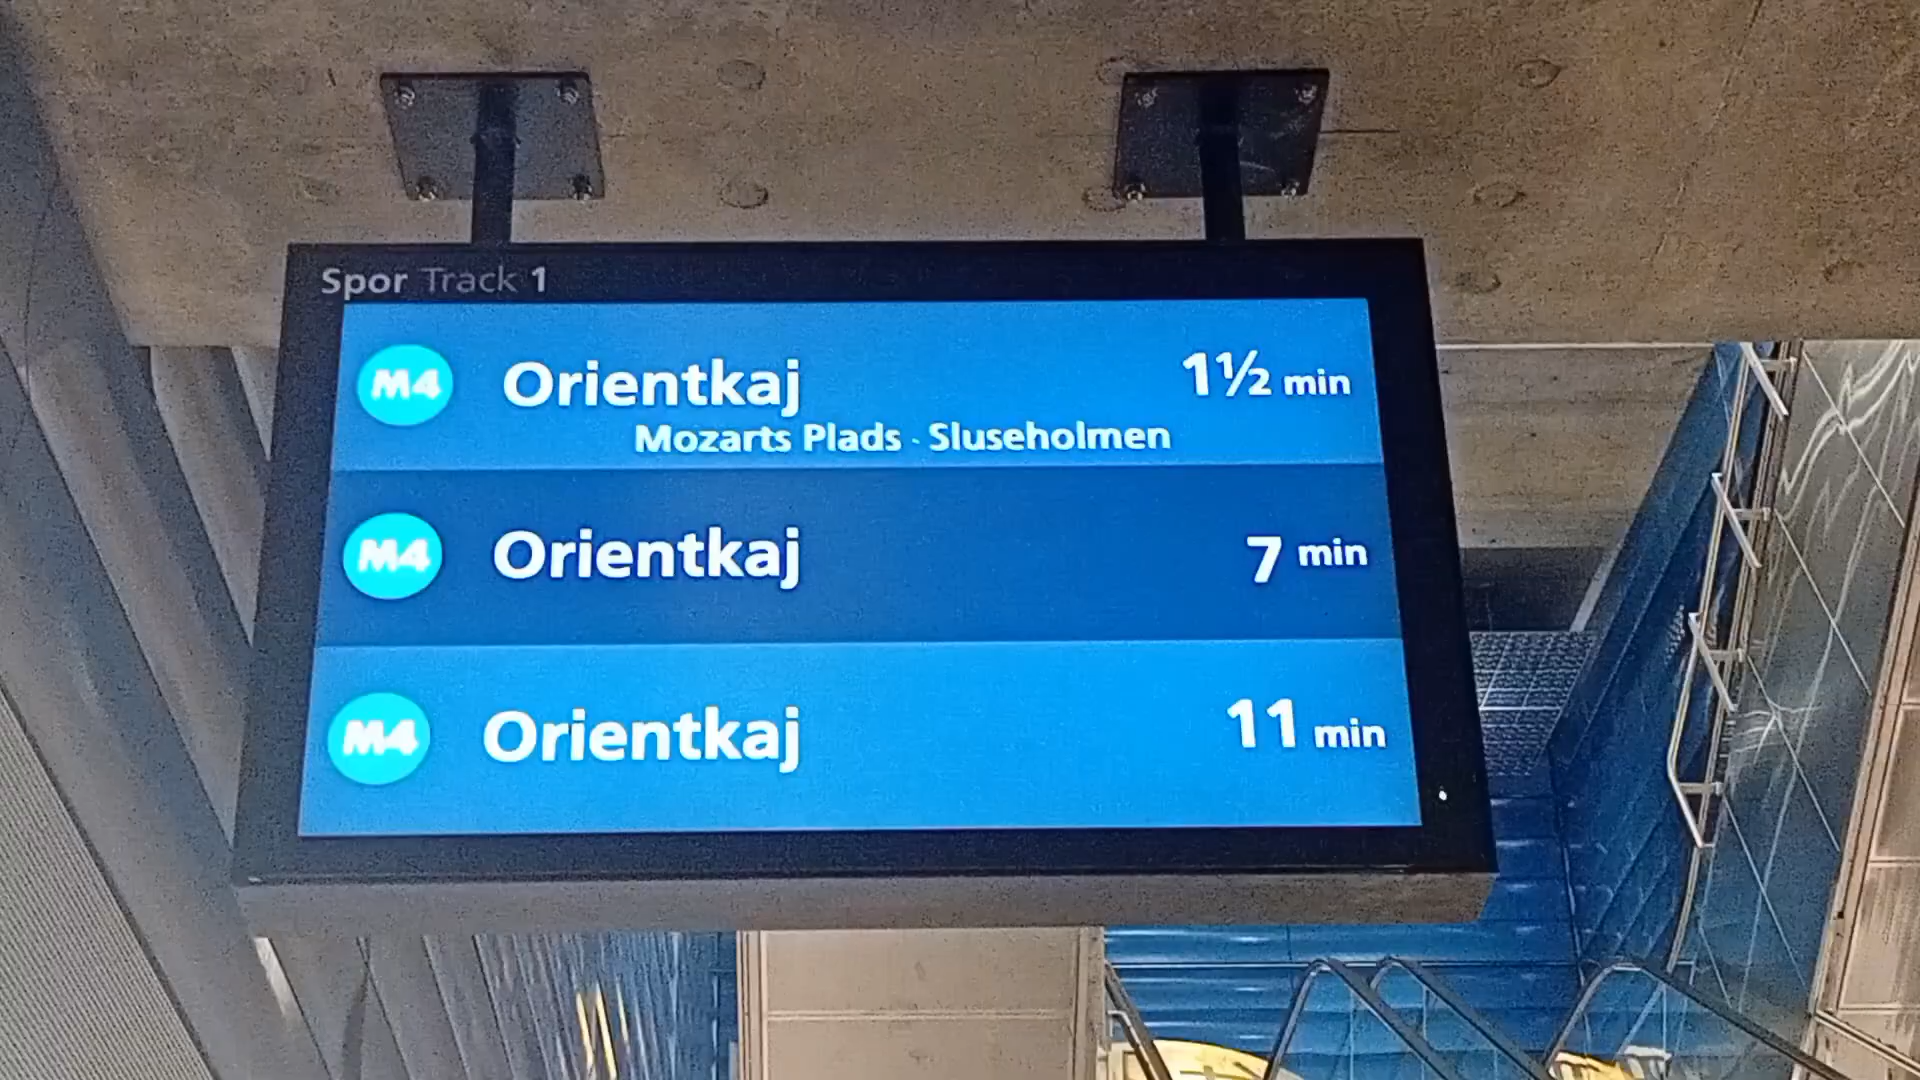 Spor Track 1
M4 Orientkaj 1½ min
Mozarts Plads · Sluseholmen
M4 Orientkaj 7 min
M4 Orientkaj 11 min